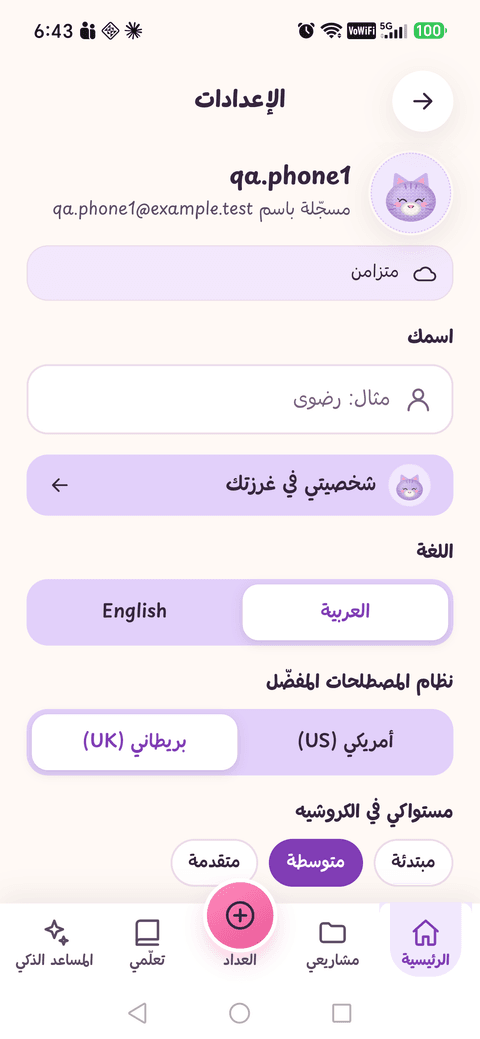 6:43
VoWiFi 5G 100
الإعدادات
qa.phone1
مسجّلة باسم qa.phone1@example.test
متزامن
اسمك
مثال: رضوى
شخصيتي في غرزتك
اللغة
العربية
English
نظام المصطلحات المفضّل
أمريكي (US)
بريطاني (UK)
مستواكي في الكروشيه
مبتدئة
متوسطة
متقدمة
الرئيسية
مشاريعي
العداد
تعلّمي
المساعد الذكي